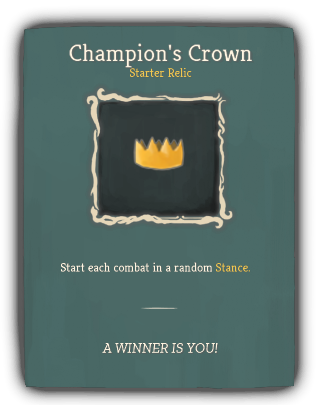 Champion's Crown
Starter Relic
Start each combat in a random Stance.
A WINNER IS YOU!